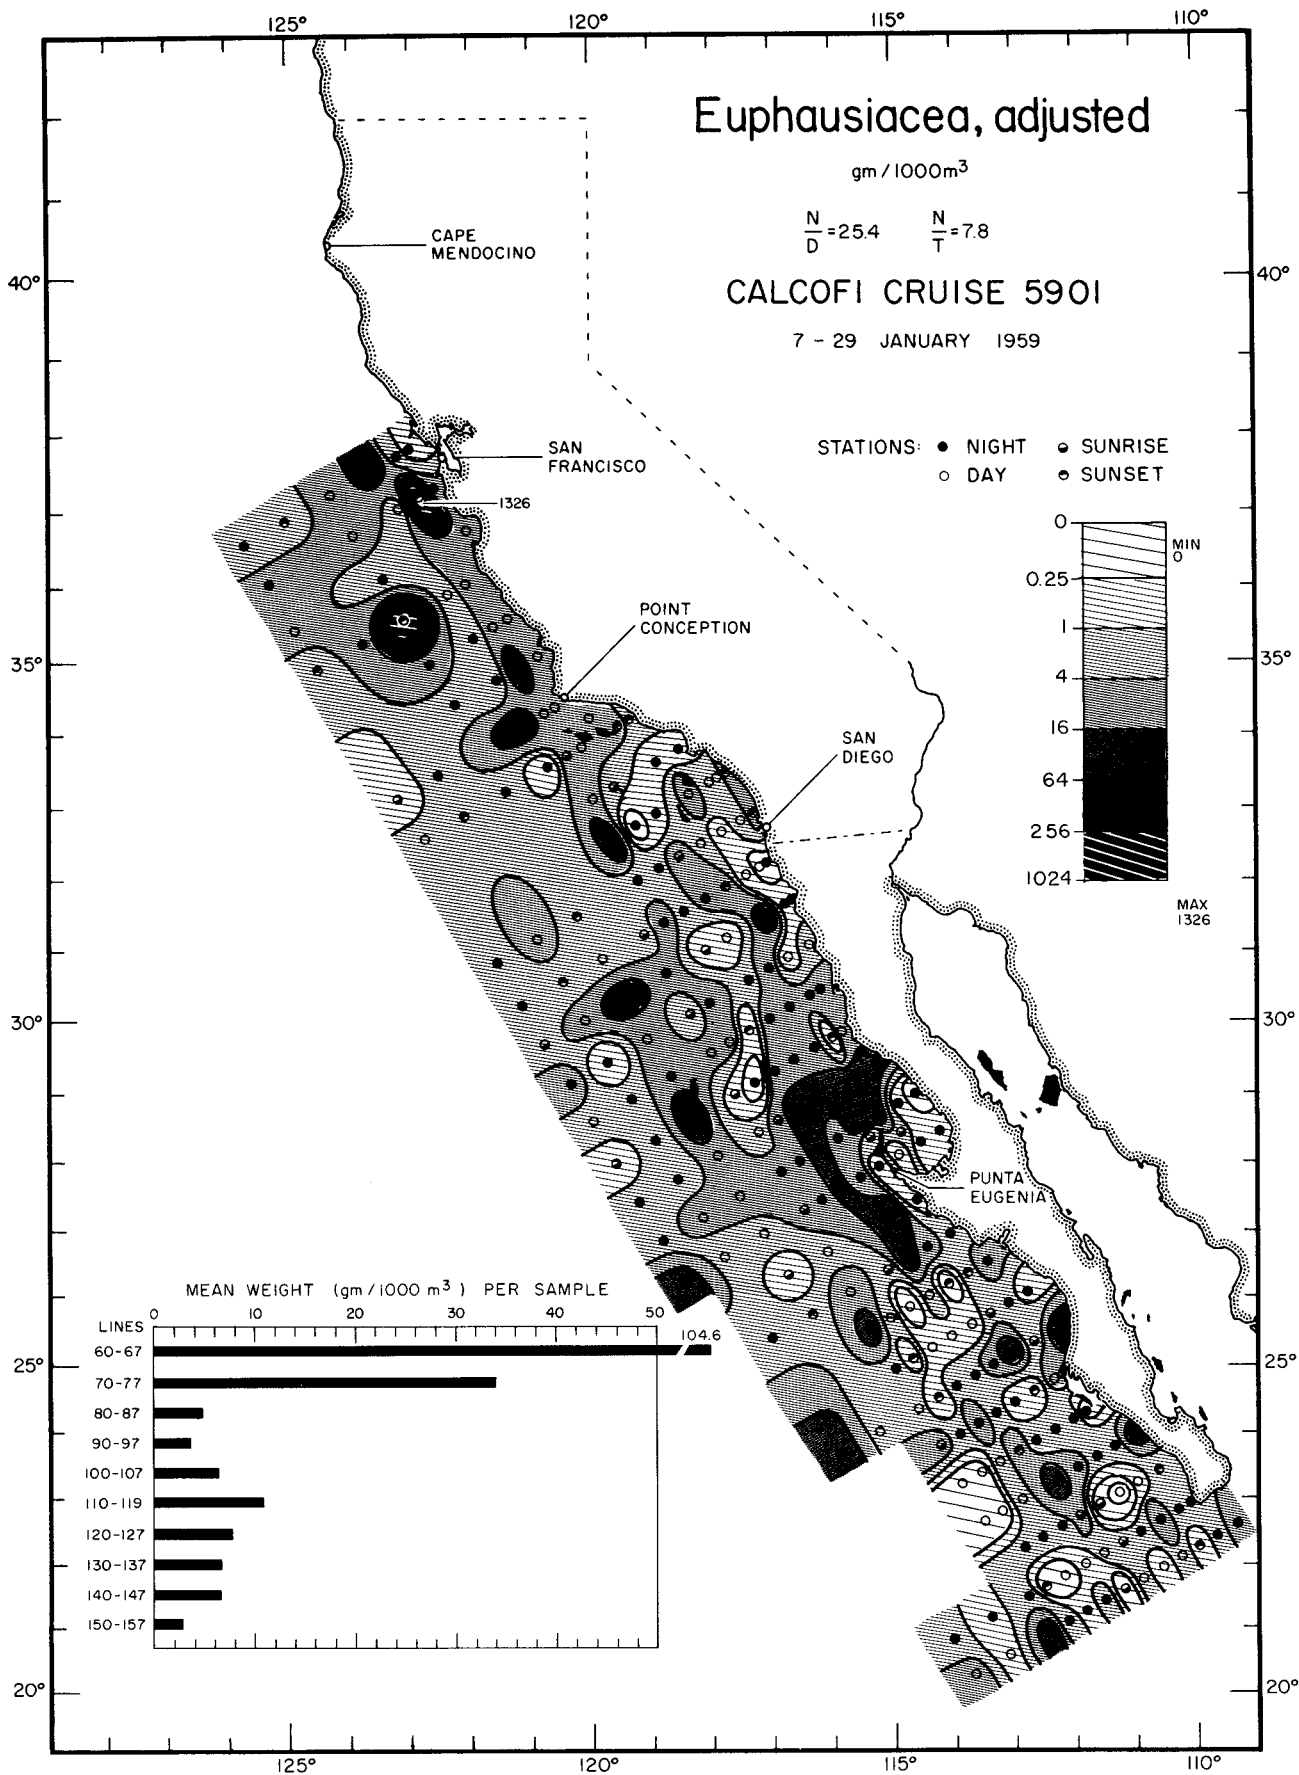 125° 120° 115° 110°
Euphausiacea, adjusted
gm/1000m³
N/D=25.4 N/T=7.8
CALCOFI CRUISE 5901
7 – 29 JANUARY 1959
CAPE
MENDOCINO
40° 40°
STATIONS: ● NIGHT SUNRISE
○ DAY SUNSET
SAN
FRANCISCO
1326
0
MIN
0
0.25
1
4
16
64
256
1024
MAX
1326
POINT
CONCEPTION
35° 35°
SAN
DIEGO
30° 30°
PUNTA
EUGENIA
MEAN WEIGHT (gm/1000 m³) PER SAMPLE
0 10 20 30 40 50
LINES
104.6
60-67
25° 25°
70-77
80-87
90-97
100-107
110-119
120-127
130-137
140-147
150-157
20° 20°
125° 120° 115° 110°